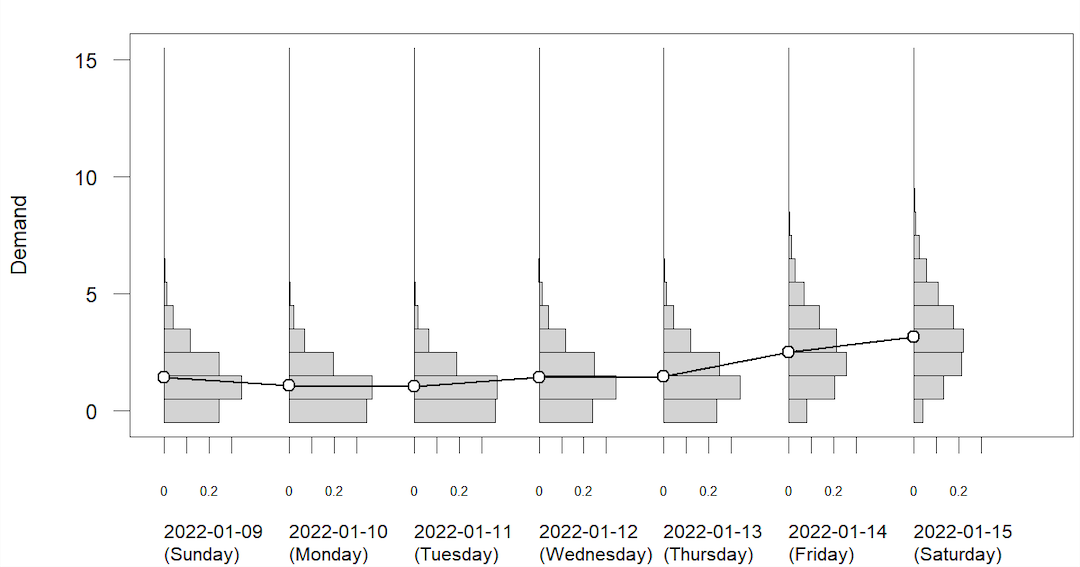 Demand
15
10
5
0
0 0.2 0 0.2 0 0.2 0 0.2 0 0.2 0 0.2 0 0.2
2022-01-09 2022-01-10 2022-01-11 2022-01-12 2022-01-13 2022-01-14 2022-01-15
(Sunday) (Monday) (Tuesday) (Wednesday) (Thursday) (Friday) (Saturday)